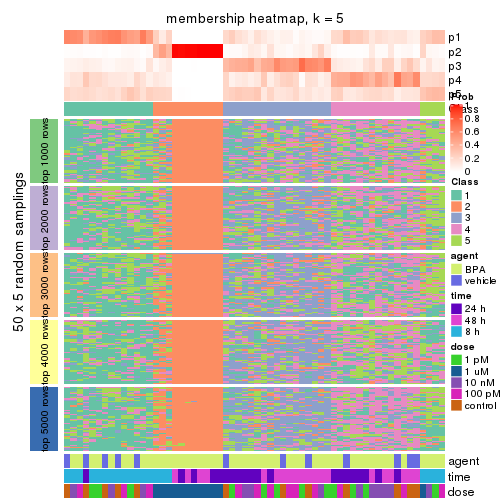 membership heatmap, k = 5
p1
p2
p3
p4
p5
Prob
1
0.8
0.6
0.4
0.2
0
Class
Class
1
2
3
4
5
agent
BPA
vehicle
time
24 h
48 h
8 h
dose
1 pM
1 uM
10 nM
100 pM
control
50 x 5 random samplings
top 1000 rows
top 2000 rows
top 3000 rows
top 4000 rows
top 5000 rows
agent
time
dose